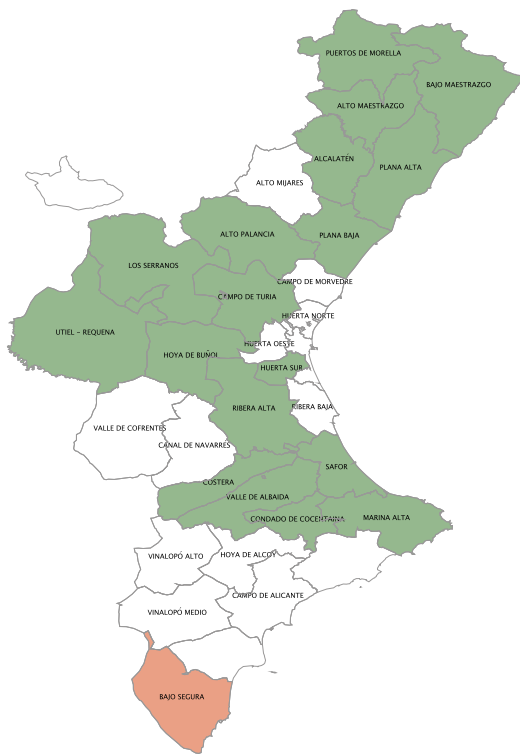 PUERTOS DE MORELLA
BAJO MAESTRAZGO
ALTO MAESTRAZGO
ALCALATÉN
PLANA ALTA
ALTO MIJARES
ALTO PALANCIA
PLANA BAJA
LOS SERRANOS
CAMPO DE MORVEDRE
CAMPO DE TURIA
HUERTA NORTE
UTIEL – REQUENA
HUERTA OESTE
HOYA DE BUÑOL
HUERTA SUR
RIBERA ALTA
RIBERA BAJA
VALLE DE COFRENTES
CANAL DE NAVARRES
SAFOR
COSTERA
VALLE DE ALBAIDA
CONDADO DE COCENTAINA
MARINA ALTA
VINALOPÓ ALTO
HOYA DE ALCOY
CAMPO DE ALICANTE
VINALOPÓ MEDIO
BAJO SEGURA